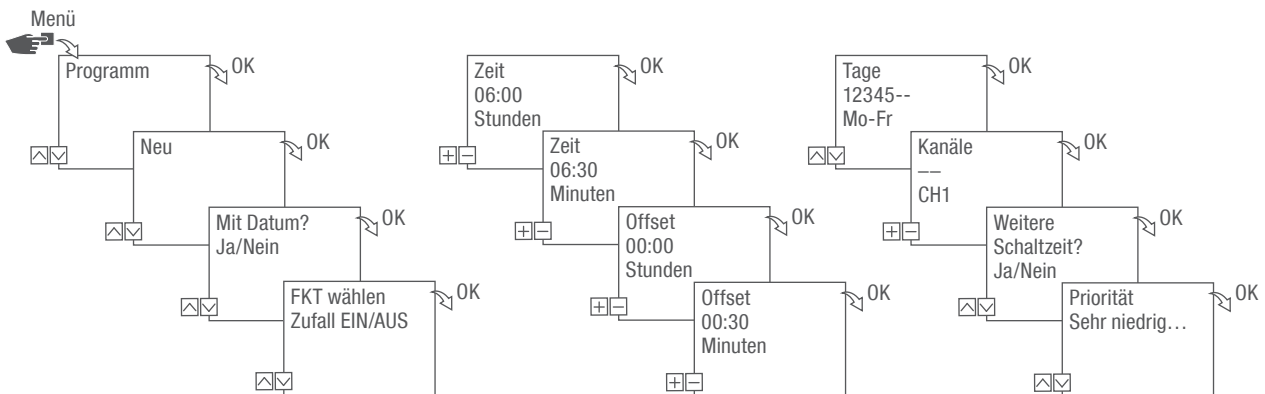 Menü
Programm
OK
Neu
OK
Mit Datum?
Ja/Nein
OK
FKT wählen
Zufall EIN/AUS
OK
Zeit
06:00
Stunden
OK
Zeit
06:30
Minuten
OK
Offset
00:00
Stunden
OK
Offset
00:30
Minuten
OK
Tage
12345--
Mo-Fr
OK
Kanäle
––
CH1
OK
Weitere
Schaltzeit?
Ja/Nein
OK
Priorität
Sehr niedrig…
OK